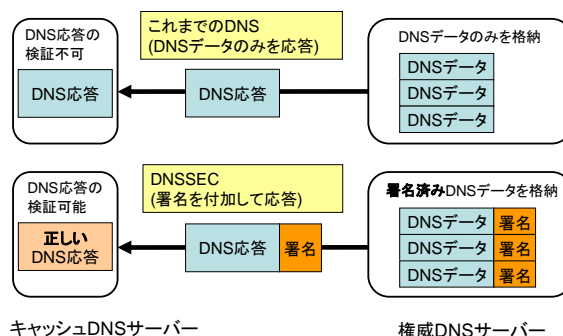 DNS応答の
検証不可
DNS応答
これまでのDNS
(DNSデータのみを応答)
DNS応答
DNSデータのみを格納
DNSデータ
DNSデータ
DNSデータ
DNS応答の
検証可能
正しい
DNS応答
DNSSEC
(署名を付加して応答)
DNS応答 署名
署名済みDNSデータを格納
DNSデータ 署名
DNSデータ 署名
DNSデータ 署名
キャッシュDNSサーバー
権威DNSサーバー